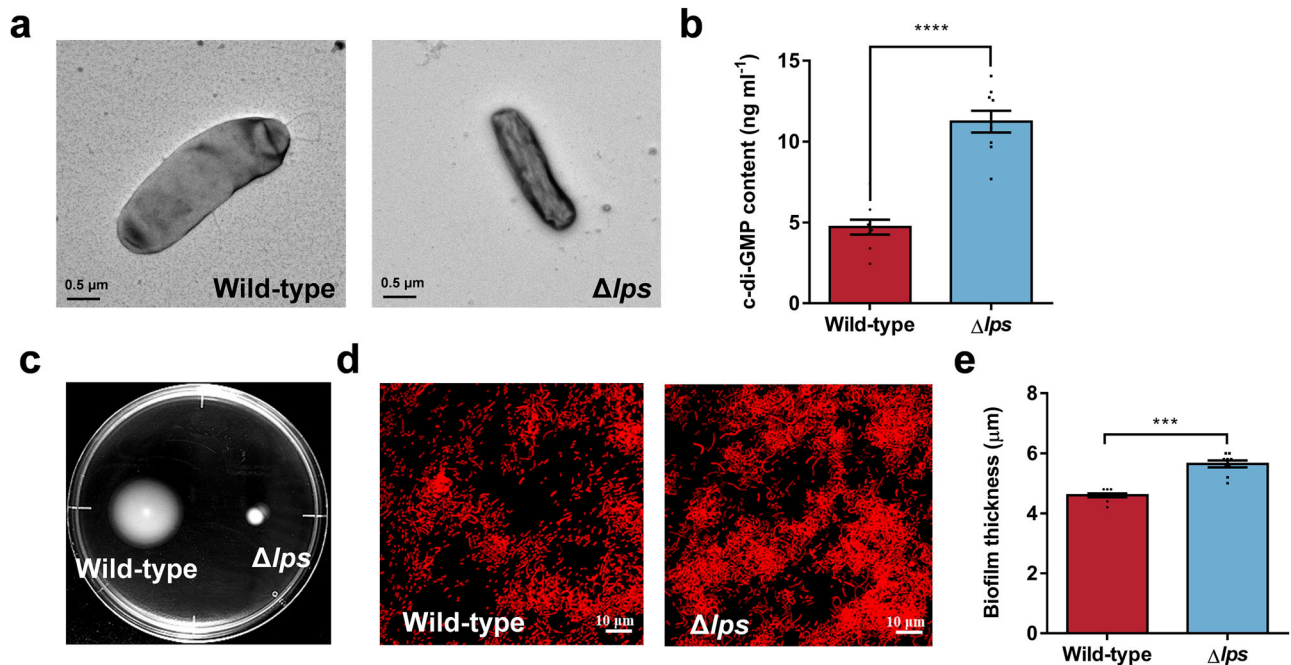 a
0.5 µm
Wild-type
0.5 µm
Δlps
b
****
c-di-GMP content (ng ml⁻¹)
15
10
5
0
Wild-type
Δlps
c
Wild-type
Δlps
d
Wild-type
10 µm
Δlps
10 µm
e
***
Biofilm thickness (µm)
8
6
4
2
0
Wild-type
Δlps